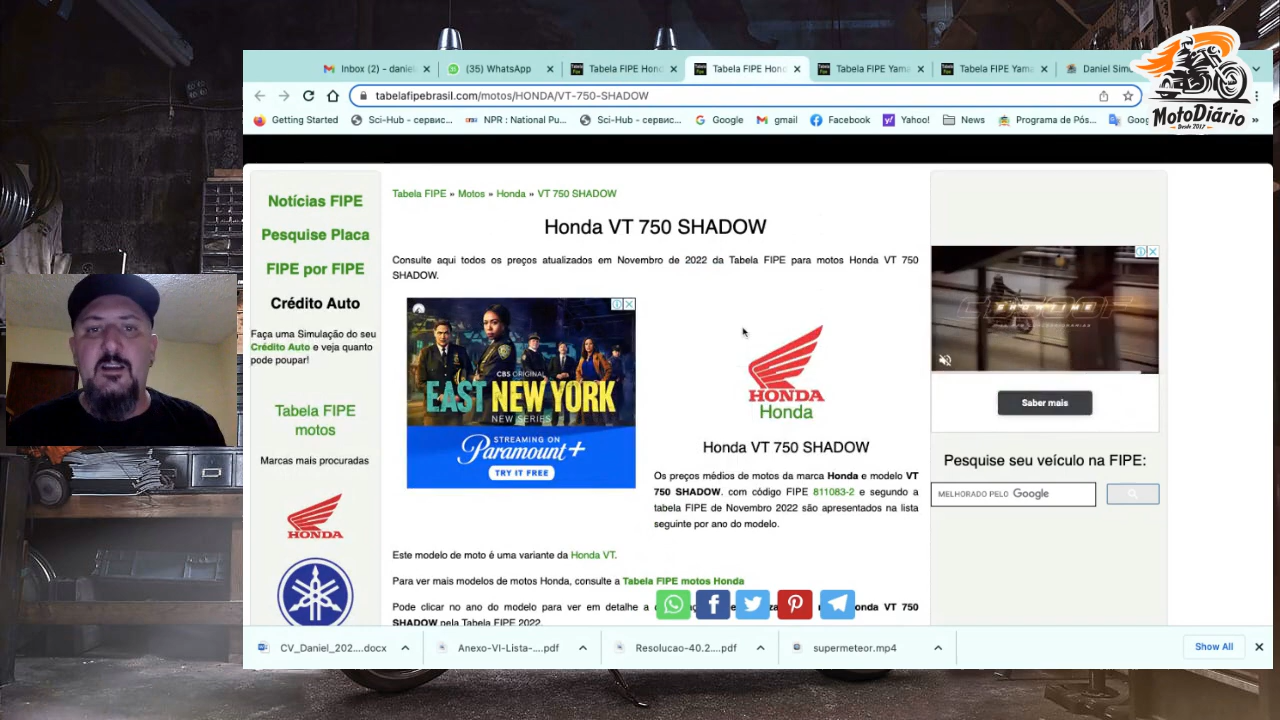 Inbox (2) - daniel
(35) WhatsApp
Tabela FIPE Hond
Tabela FIPE Hond
Tabela FIPE Yama
Tabela FIPE Yama
Daniel Sim
tabelafipebrasil.com/motos/HONDA/VT-750-SHADOW
Getting Started
Sci-Hub - сервис...
NPR : National Pu...
Sci-Hub - сервис...
Google
gmail
Facebook
Yahoo!
News
Programa de Pós...
Goog
MotoDiário
Desde 2017
Notícias FIPE
Pesquise Placa
FIPE por FIPE
Crédito Auto
Faça uma Simulação do seu
Crédito Auto e veja quanto
pode poupar!
Tabela FIPE
motos
Marcas mais procuradas
HONDA
Tabela FIPE » Motos » Honda » VT 750 SHADOW
Honda VT 750 SHADOW
Consulte aqui todos os preços atualizados em Novembro de 2022 da Tabela FIPE para motos Honda VT 750
SHADOW.
CBS ORIGINAL
EAST NEW YORK
NEW SERIES
STREAMING ON
Paramount+
TRY IT FREE
HONDA
Honda
Honda VT 750 SHADOW
Os preços médios de motos da marca Honda e modelo VT
750 SHADOW. com código FIPE 811083-2 e segundo a
tabela FIPE de Novembro 2022 são apresentados na lista
seguinte por ano do modelo.
Este modelo de moto é uma variante da Honda VT.
Para ver mais modelos de motos Honda, consulte a Tabela FIPE motos Honda
Pode clicar no ano do modelo para ver em detalhe a onda VT 750
SHADOW pela Tabela FIPE 2022.
Saber mais
Pesquise seu veículo na FIPE:
MELHORADO PELO Google
CV_Daniel_202....docx
Anexo-VI-Lista-....pdf
Resolucao-40.2....pdf
supermeteor.mp4
Show All